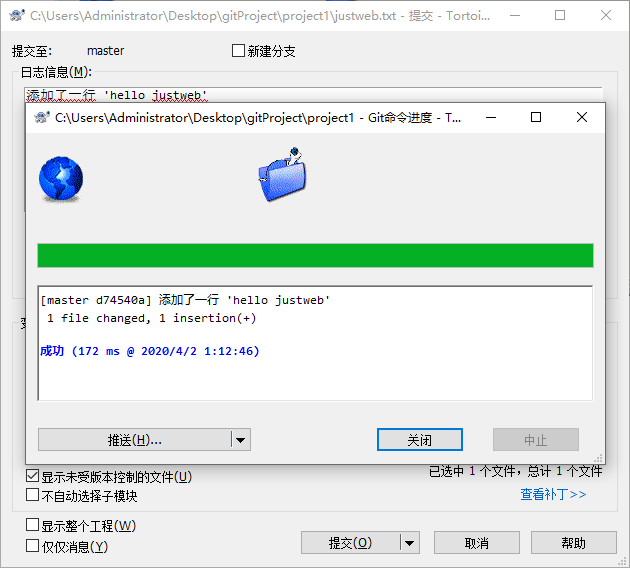 C:\Users\Administrator\Desktop\gitProject\project1\justweb.txt - 提交 - Tortoi...
提交至: master 新建分支
日志信息(M):
添加了一行 'hello justweb'
C:\Users\Administrator\Desktop\gitProject\project1 - Git命令进度 - T...
[master d74540a] 添加了一行 'hello justweb'
1 file changed, 1 insertion(+)
成功 (172 ms @ 2020/4/2 1:12:46)
推送(H)... 关闭 中止
已选中 1 个文件，总计 1 个文件
显示未受版本控制的文件(U)
不自动选择子模块
查看补丁>>
显示整个工程(W)
仅仅消息(Y)
提交(O) 取消 帮助